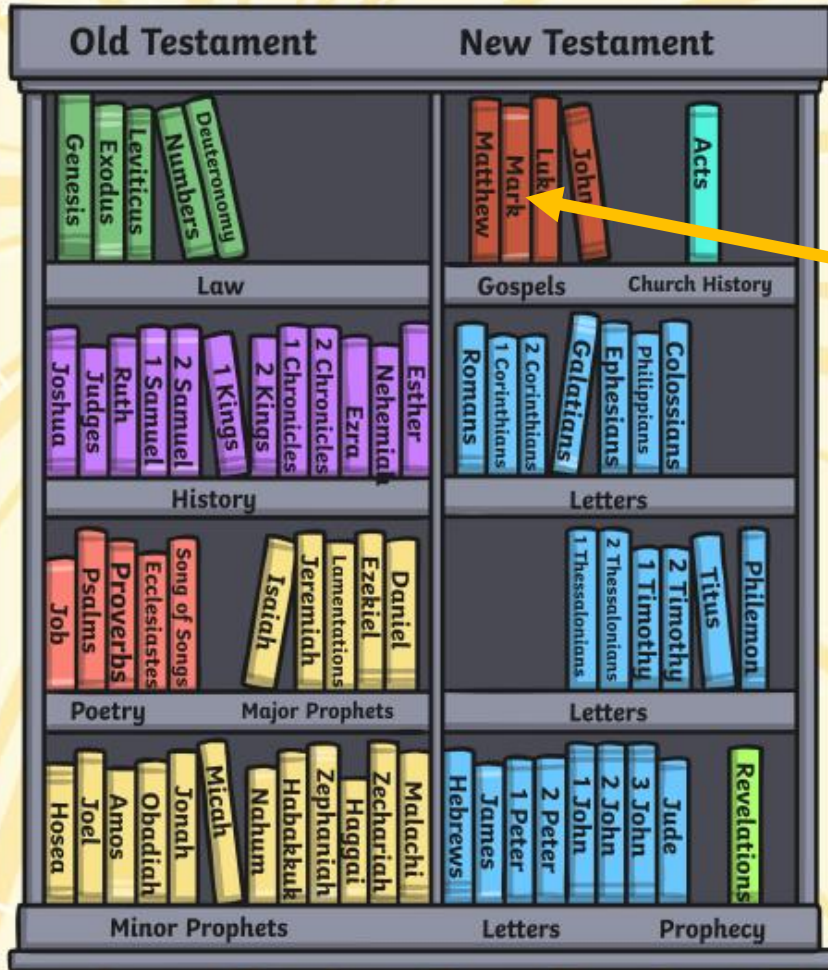 Old Testament
New Testament
Genesis
Exodus
Leviticus
Numbers
Deuteronomy
Matthew
Mark
Luk
John
Acts
Law
Gospels
Church History
Joshua
Judges
Ruth
1 Samuel
2 Samuel
1 Kings
2 Kings
1 Chronicles
2 Chronicles
Ezra
Nehemiah
Esther
Romans
1 Corinthians
2 Corinthians
Galatians
Ephesians
Philippians
Colossians
History
Letters
Job
Psalms
Proverbs
Ecclesiastes
Song of Songs
Isaiah
Jeremiah
Lamentations
Ezekiel
Daniel
1 Thessalonians
2 Thessalonians
1 Timothy
2 Timothy
Titus
Philemon
Poetry
Major Prophets
Letters
Hosea
Joel
Amos
Obadiah
Jonah
Micah
Nahum
Habakkuk
Zephaniah
Haggai
Zechariah
Malachi
Hebrews
James
1 Peter
2 Peter
1 John
2 John
3 John
Jude
Revelations
Minor Prophets
Letters
Prophecy